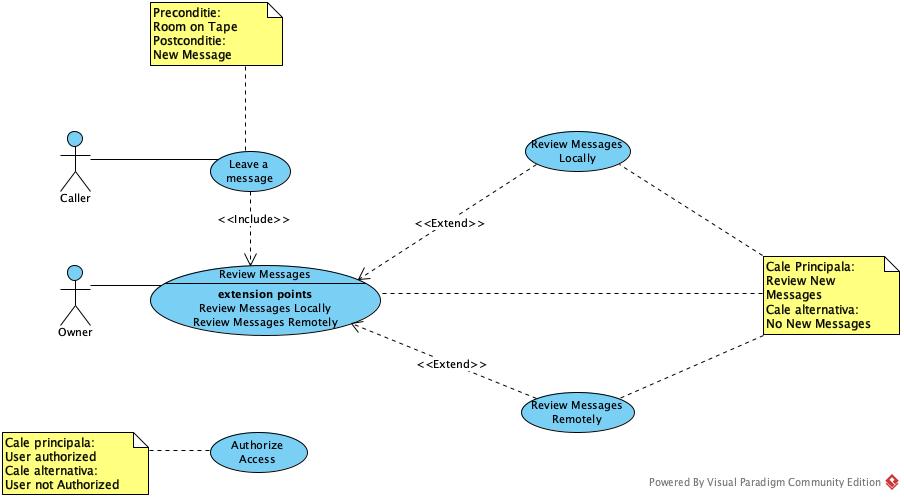 Preconditie:
Room on Tape
Postconditie:
New Message
Review Messages
Locally
Leave a
message
Caller
<<Include>>
<<Extend>>
Cale Principala:
Review New
Messages
Cale alternativa:
No New Messages
Review Messages
extension points
Review Messages Locally
Review Messages Remotely
Owner
<<Extend>>
Review Messages
Remotely
Cale principala:
User authorized
Cale alternativa:
User not Authorized
Authorize
Access
Powered By Visual Paradigm Community Edition